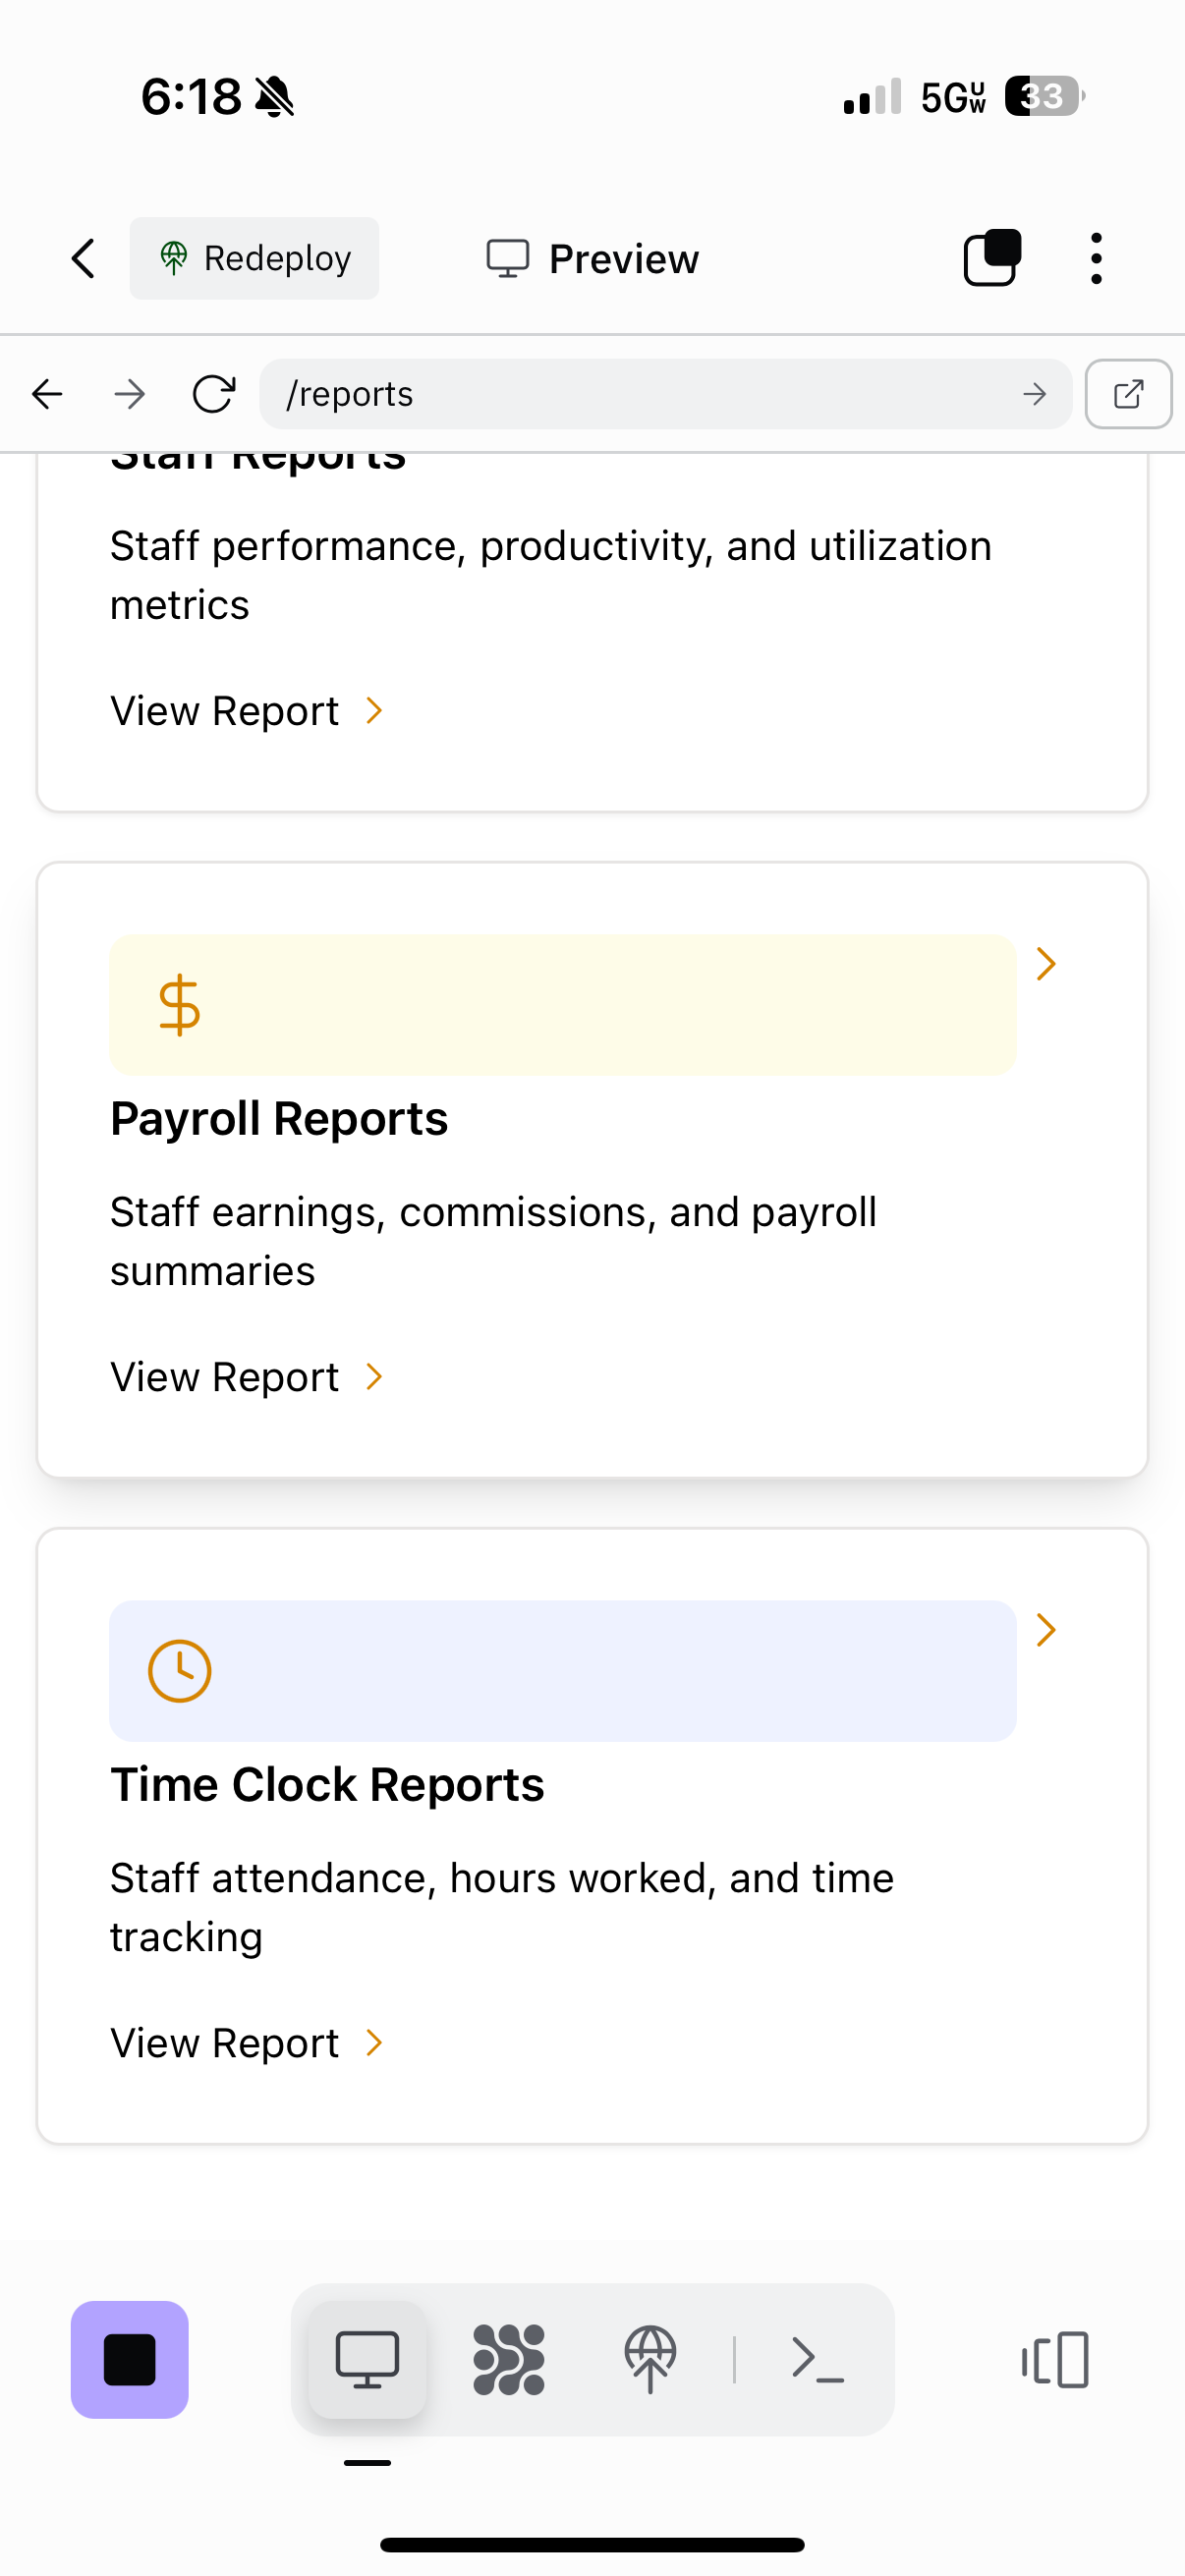 6:18
5G UW
33
Redeploy
Preview
/reports
Staff Reports
Staff performance, productivity, and utilization
metrics
View Report
Payroll Reports
Staff earnings, commissions, and payroll
summaries
View Report
Time Clock Reports
Staff attendance, hours worked, and time
tracking
View Report